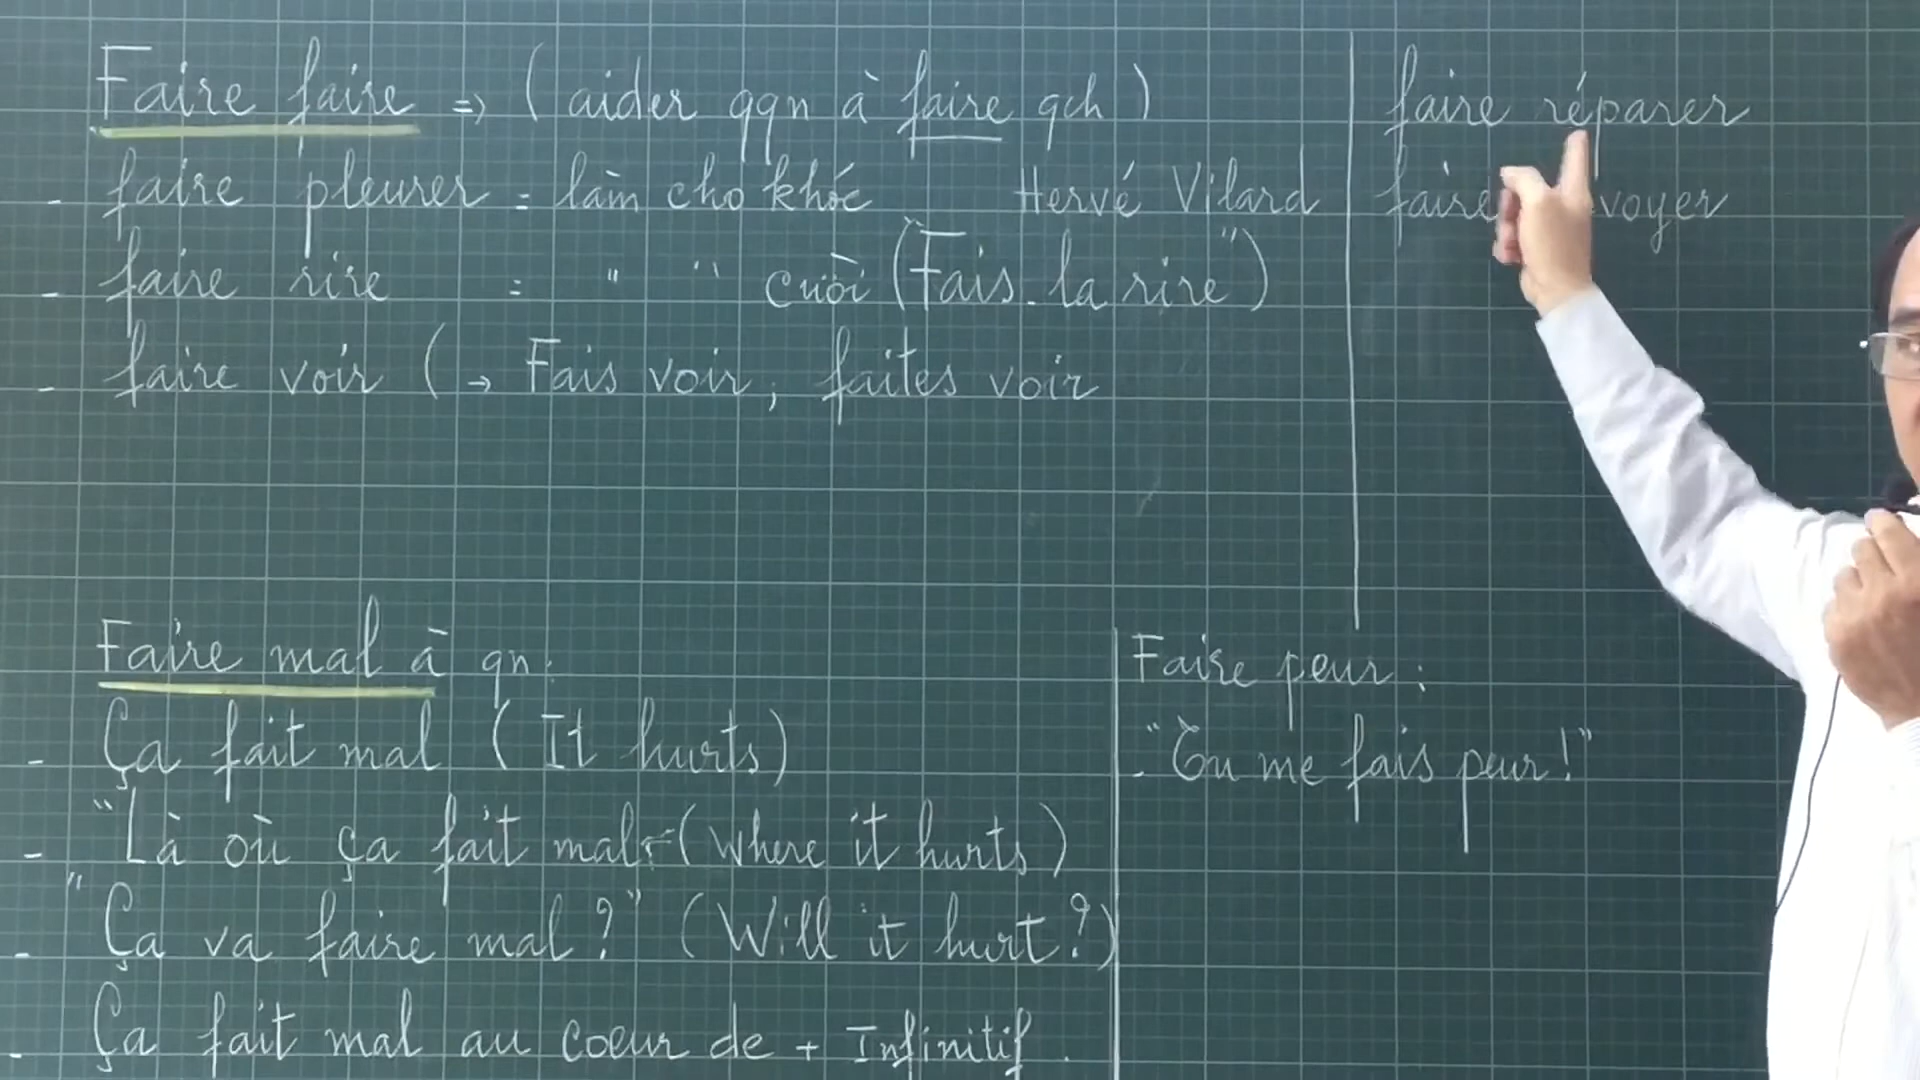 Faire faire => (aider qqn à faire qch)
- faire pleurer = làm cho khóc Hervé Vilard
- faire rire = " " cười ("Fais-la rire")
- faire voir (→ Fais voir, faites voir
faire réparer
faire voyer
Faire mal à qn:
- Ça fait mal (It hurts)
- "Là où ça fait mal" (Where it hurts)
- "Ça va faire mal?" (Will it hurt?)
- Ça fait mal au coeur de + Infinitif.
Faire peur:
- "Tu me fais peur!"